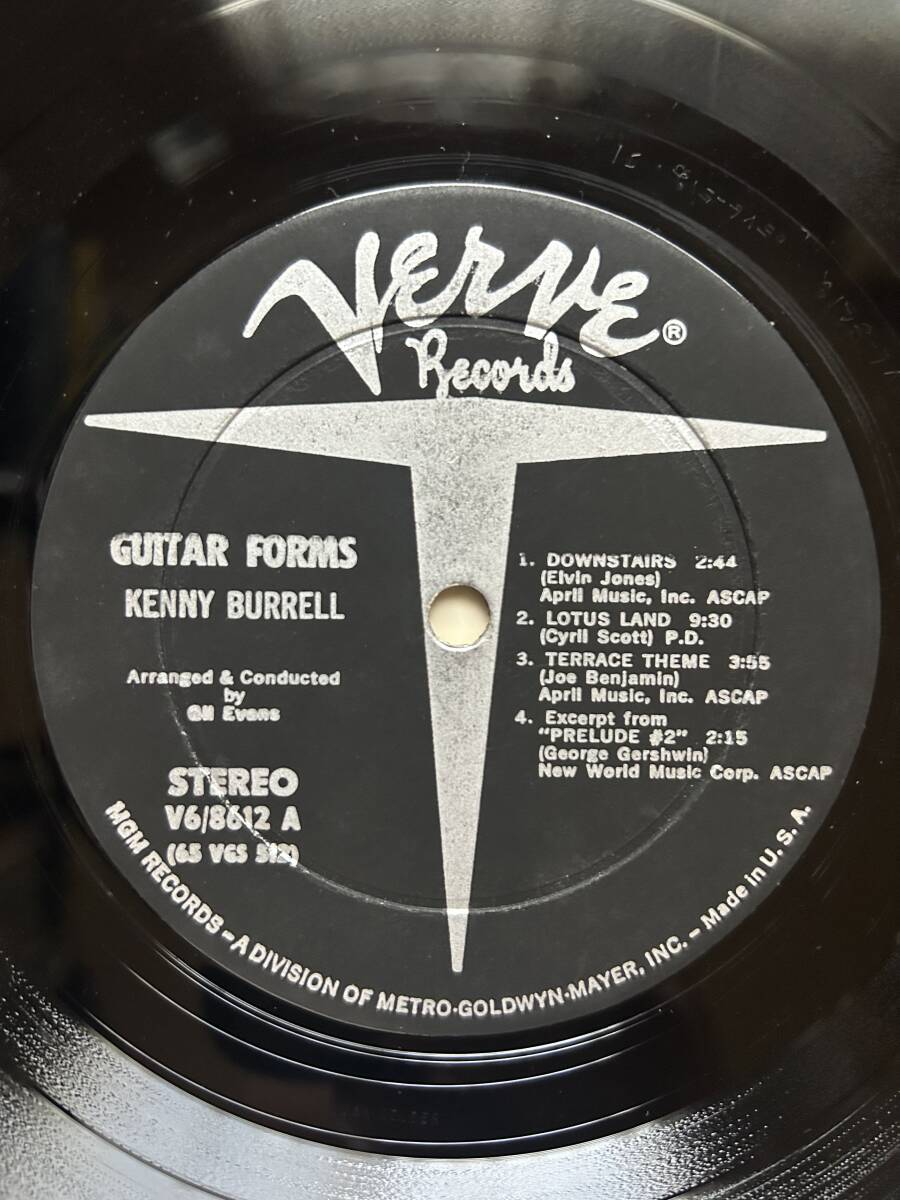 Verve®
Records
GUITAR FORMS
KENNY BURRELL
Arranged & Conducted
by
Gil Evans
STEREO
V6/8612 A
(65 VGS 512)
1. DOWNSTAIRS 2:44
(Elvin Jones)
April Music, Inc. ASCAP
2. LOTUS LAND 9:30
(Cyril Scott) P.D.
3. TERRACE THEME 3:55
(Joe Benjamin)
April Music, Inc. ASCAP
4. Excerpt from
"PRELUDE #2" 2:15
(George Gershwin)
New World Music Corp. ASCAP
MGM RECORDS – A DIVISION OF METRO-GOLDWYN-MAYER, INC. – Made in U. S. A.